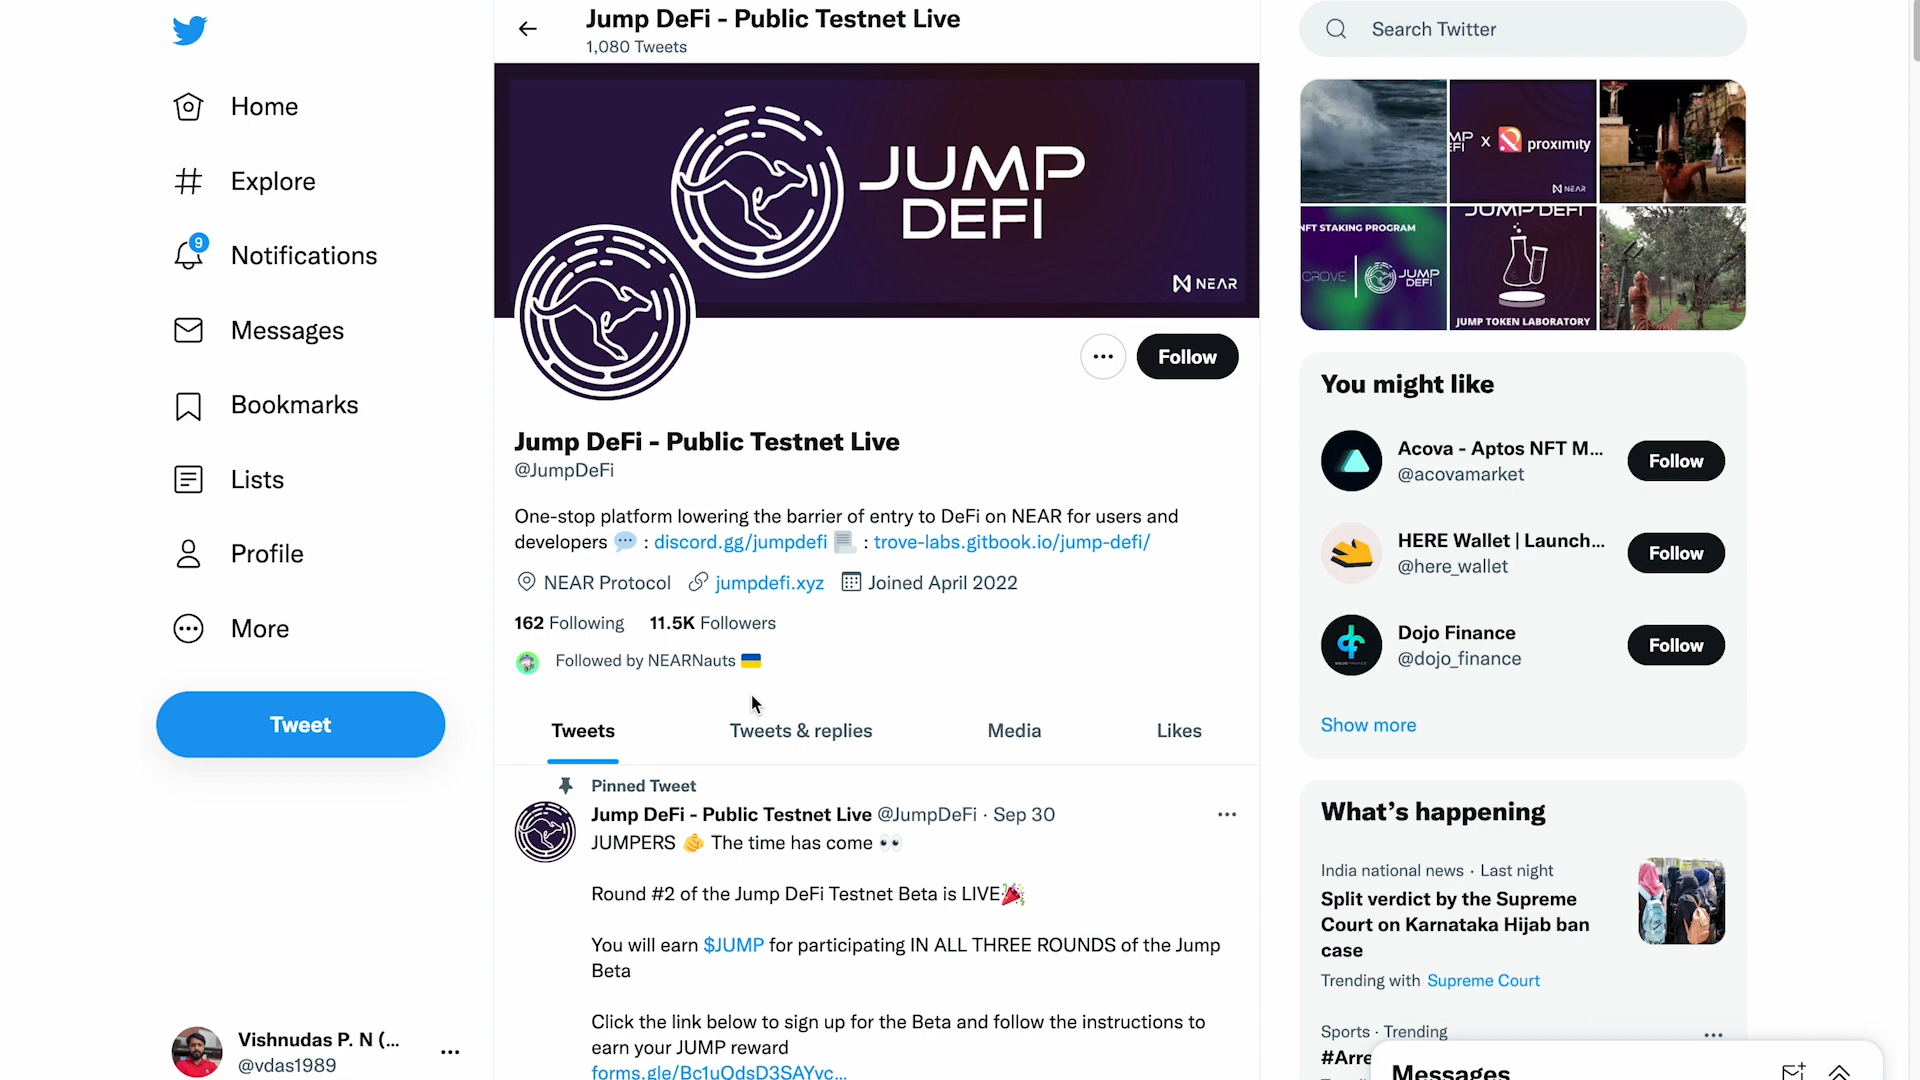 Jump DeFi - Public Testnet Live
1,080 Tweets
Search Twitter
Home
Explore
9
Notifications
Messages
Bookmarks
Lists
Profile
More
Tweet
Vishnudas P. N (...
@vdas1989
JUMP
DEFI
NEAR
Follow
Jump DeFi - Public Testnet Live
@JumpDeFi
One-stop platform lowering the barrier of entry to DeFi on NEAR for users and
developers 💬 : discord.gg/jumpdefi 📃 : trove-labs.gitbook.io/jump-defi/
NEAR Protocol jumpdefi.xyz Joined April 2022
162 Following 11.5K Followers
Followed by NEARNauts 🇺🇦
Tweets Tweets & replies Media Likes
Pinned Tweet
Jump DeFi - Public Testnet Live @JumpDeFi · Sep 30
JUMPERS 🫵 The time has come 👀
Round #2 of the Jump DeFi Testnet Beta is LIVE🎉
You will earn $JUMP for participating IN ALL THREE ROUNDS of the Jump
Beta
Click the link below to sign up for the Beta and follow the instructions to
earn your JUMP reward
forms.gle/Bc1uOdsD3SAYvc...
MP
EFI x proximity
NEAR
NFT STAKING PROGRAM
CROVE JUMP
DEFI
JUMP DEFI
JUMP TOKEN LABORATORY
You might like
Acova - Aptos NFT M...
@acovamarket
Follow
HERE Wallet | Launch...
@here_wallet
Follow
Dojo Finance
@dojo_finance
Follow
Show more
What's happening
India national news · Last night
Split verdict by the Supreme
Court on Karnataka Hijab ban
case
Trending with Supreme Court
Sports · Trending
#Arre
Messages